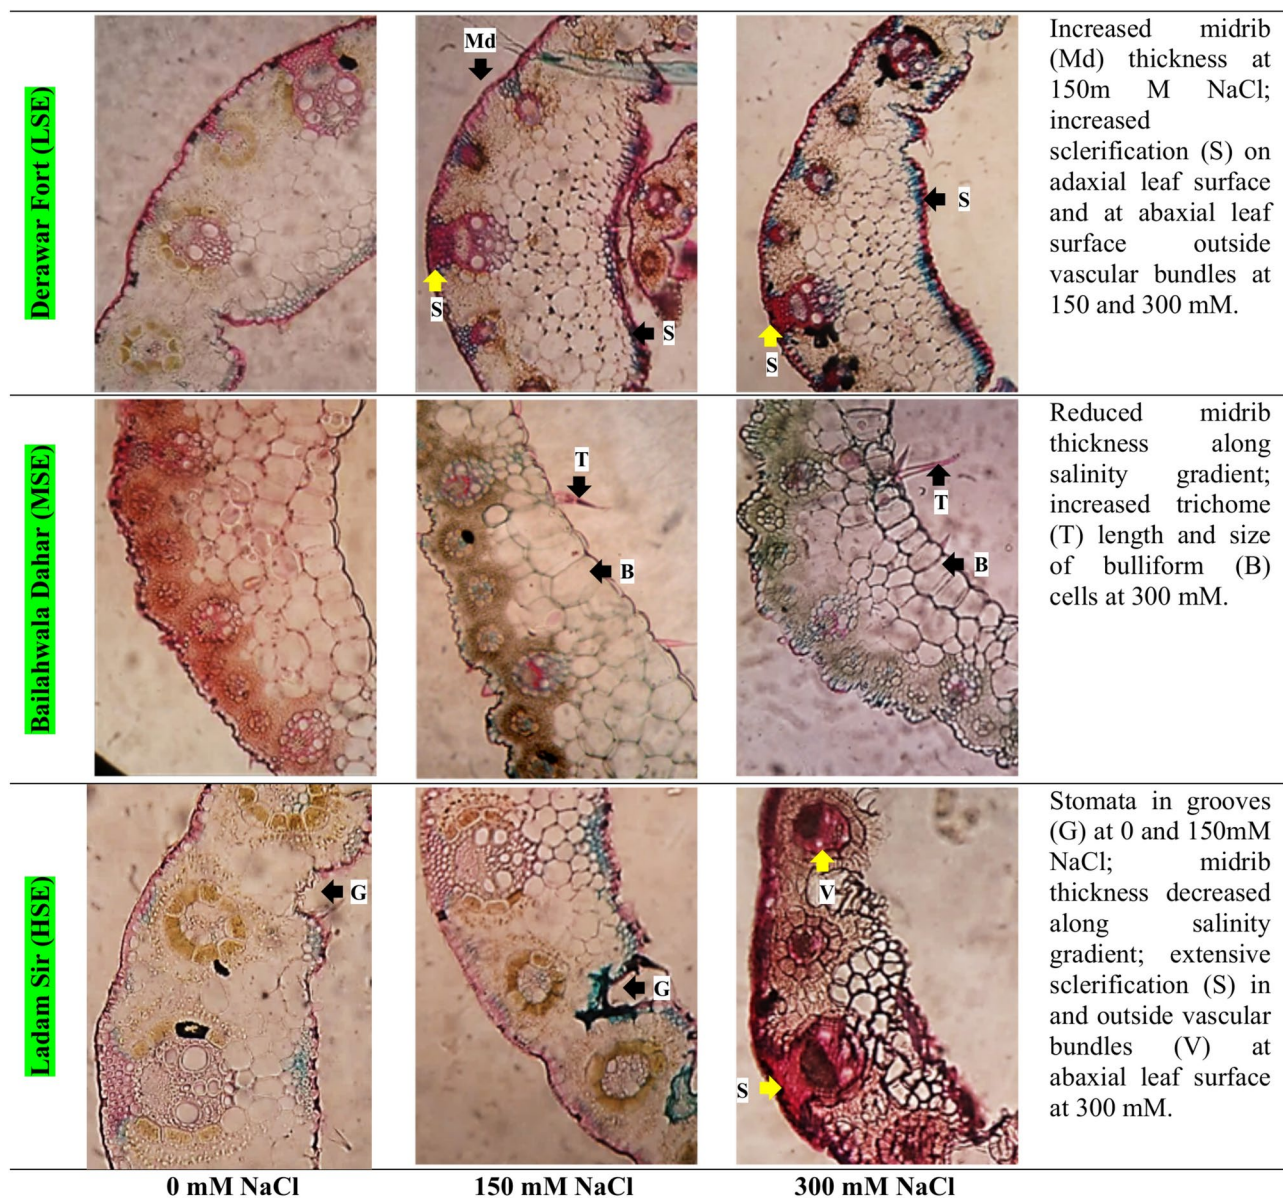 Derawar Fort (LSE)
Md
S
S
S
S
Increased midrib
(Md) thickness at
150m M NaCl;
increased
sclerification (S) on
adaxial leaf surface
and at abaxial leaf
surface outside
vascular bundles at
150 and 300 mM.
Bailahwala Dahar (MSE)
T
B
T
B
Reduced midrib
thickness along
salinity gradient;
increased trichome
(T) length and size
of bulliform (B)
cells at 300 mM.
Ladam Sir (HSE)
G
G
V
S
Stomata in grooves
(G) at 0 and 150mM
NaCl; midrib
thickness decreased
along salinity
gradient; extensive
sclerification (S) in
and outside vascular
bundles (V) at
abaxial leaf surface
at 300 mM.
0 mM NaCl
150 mM NaCl
300 mM NaCl